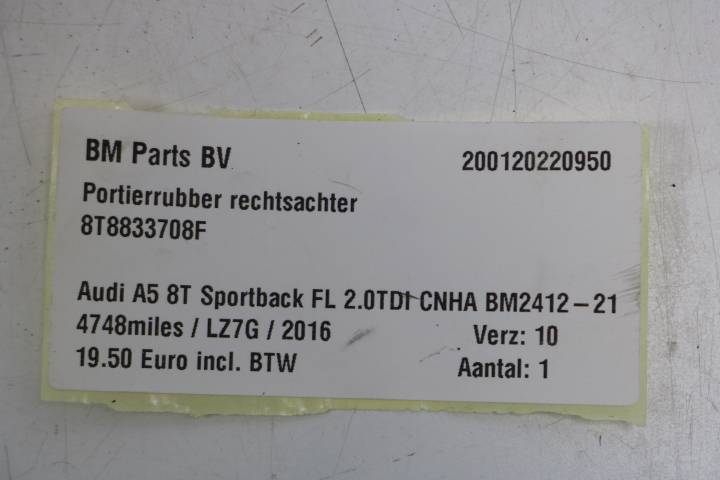 BM Parts BV 200120220950
Portierrubber rechtsachter
8T8833708F
Audi A5 8T Sportback FL 2.0TDI CNHA BM2412-21
4748miles / LZ7G / 2016 Verz: 10
19.50 Euro incl. BTW Aantal: 1